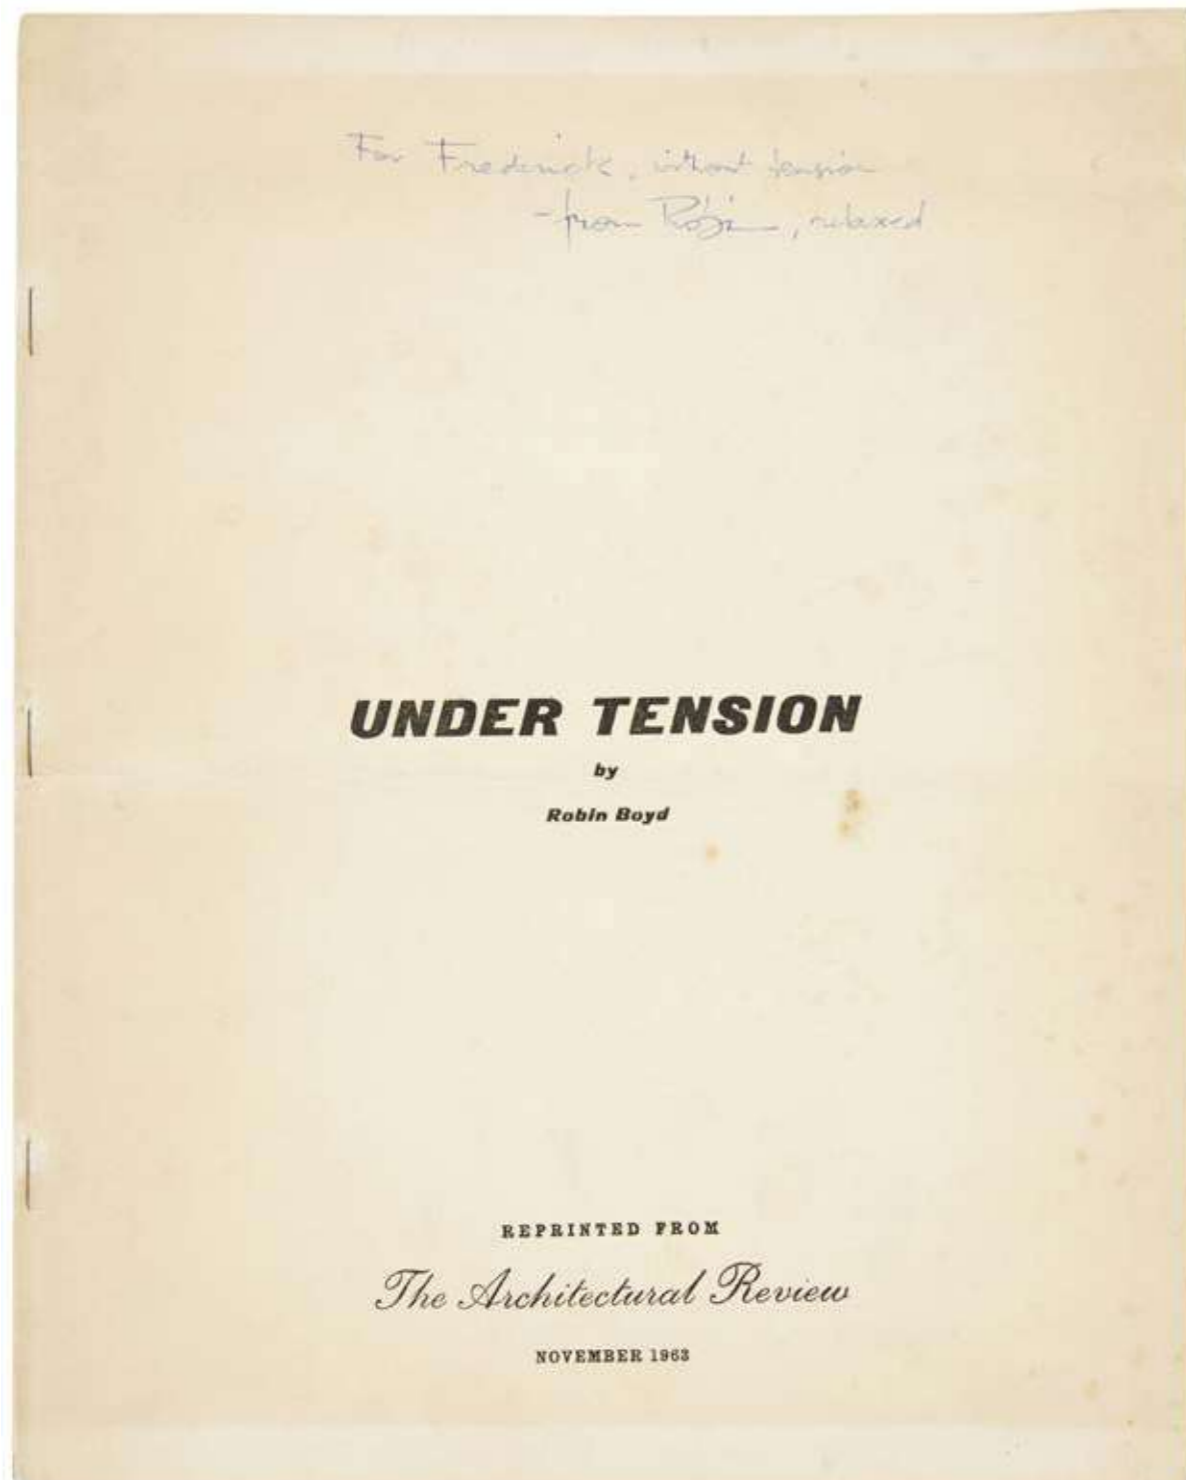 For Frederick, without tension
- from Robin, relaxed
UNDER TENSION
by
Robin Boyd
REPRINTED FROM
The Architectural Review
NOVEMBER 1963